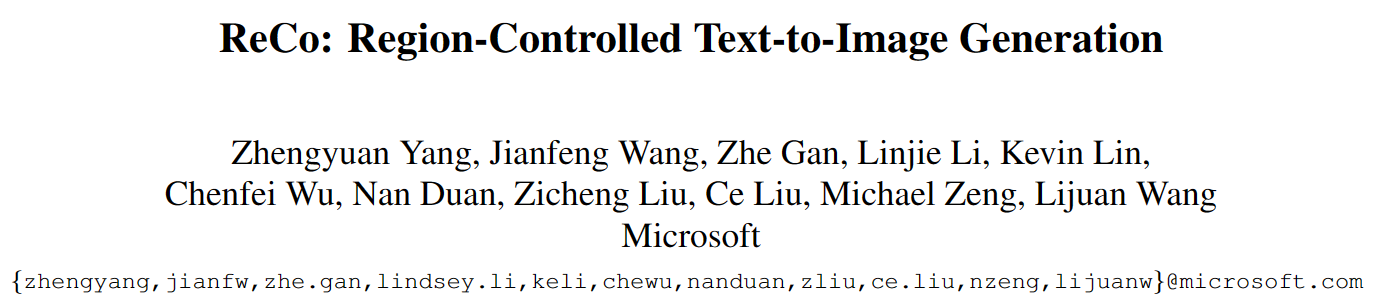 ReCo: Region-Controlled Text-to-Image Generation
Zhengyuan Yang, Jianfeng Wang, Zhe Gan, Linjie Li, Kevin Lin,
Chenfei Wu, Nan Duan, Zicheng Liu, Ce Liu, Michael Zeng, Lijuan Wang
Microsoft
{zhengyang,jianfw,zhe.gan,lindsey.li,keli,chewu,nanduan,zliu,ce.liu,nzeng,lijuanw}@microsoft.com